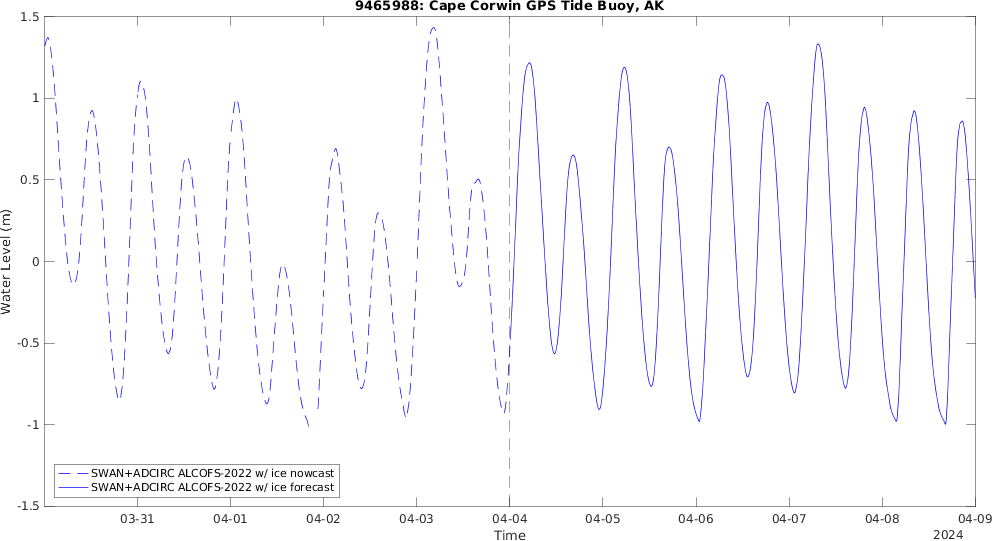 9465988: Cape Corwin GPS Tide Buoy, AK
1.5
1
0.5
0
-0.5
-1
-1.5
Water Level (m)
SWAN+ADCIRC ALCOFS-2022 w/ ice nowcast
SWAN+ADCIRC ALCOFS-2022 w/ ice forecast
03-31 04-01 04-02 04-03 04-04 04-05 04-06 04-07 04-08 04-09
Time
2024